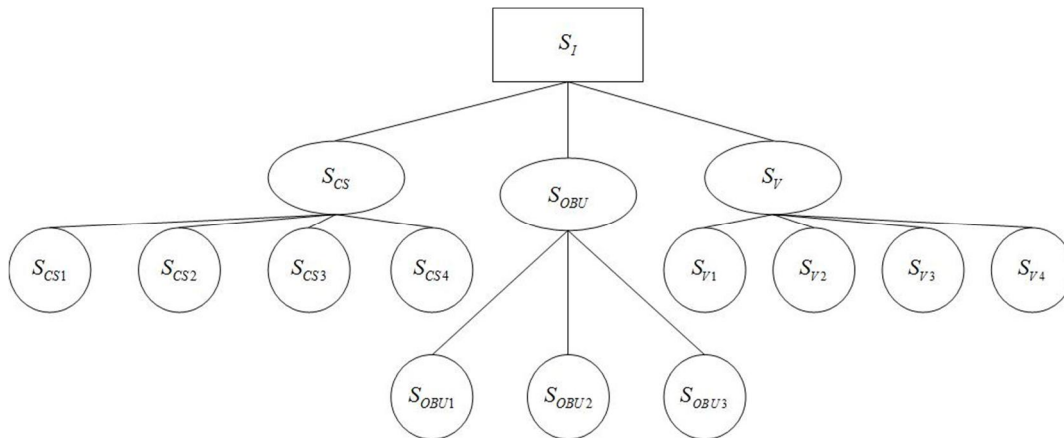 S_I
S_CS
S_OBU
S_V
S_CS1
S_CS2
S_CS3
S_CS4
S_V1
S_V2
S_V3
S_V4
S_OBU1
S_OBU2
S_OBU3